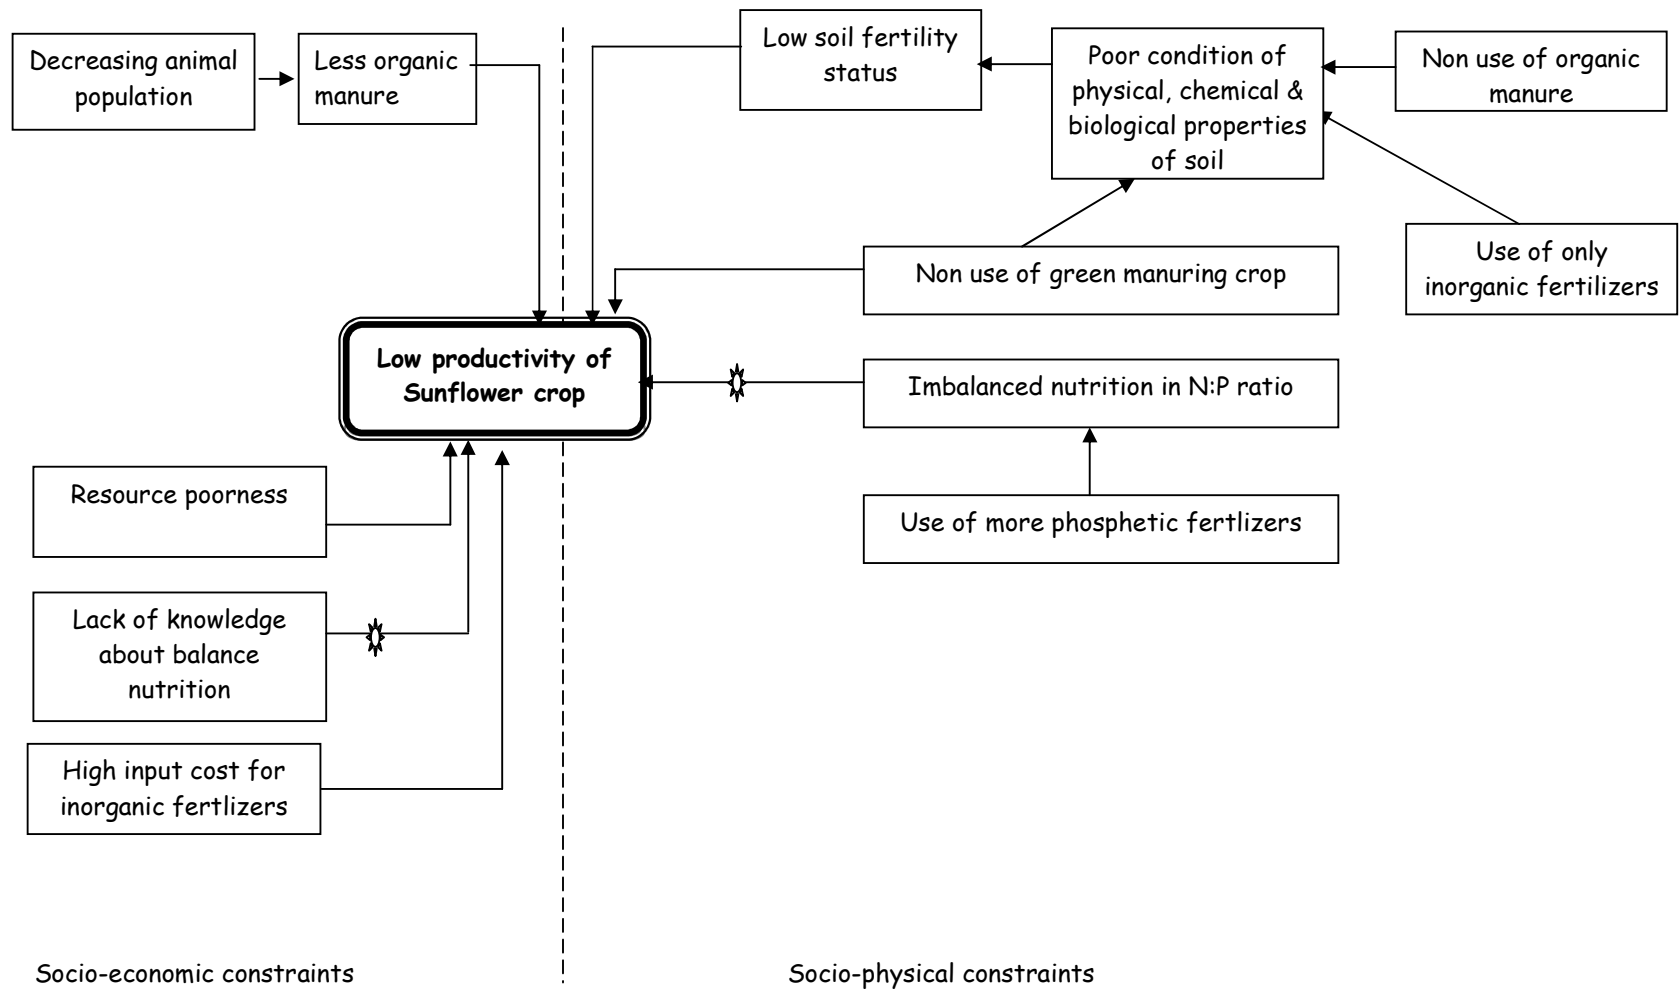 Decreasing animal
population
Less organic
manure
Low soil fertility
status
Poor condition of
physical, chemical &
biological properties
of soil
Non use of organic
manure
Use of only
inorganic fertilizers
Non use of green manuring crop
Low productivity of
Sunflower crop
Imbalanced nutrition in N:P ratio
Use of more phosphetic fertlizers
Resource poorness
Lack of knowledge
about balance
nutrition
High input cost for
inorganic fertlizers
Socio-economic constraints
Socio-physical constraints